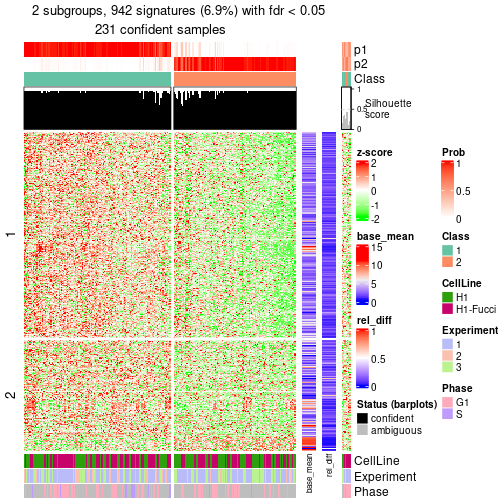 2 subgroups, 942 signatures (6.9%) with fdr < 0.05
231 confident samples
p1
p2
Class
1
0.5
0
Silhouette
score
1
2
base_mean
rel_diff
CellLine
Experiment
Phase
z-score
2
1
0
-1
-2
base_mean
15
10
5
0
rel_diff
1
0.5
0
Status (barplots)
confident
ambiguous
Prob
1
0.5
0
Class
1
2
CellLine
H1
H1-Fucci
Experiment
1
2
3
Phase
G1
S